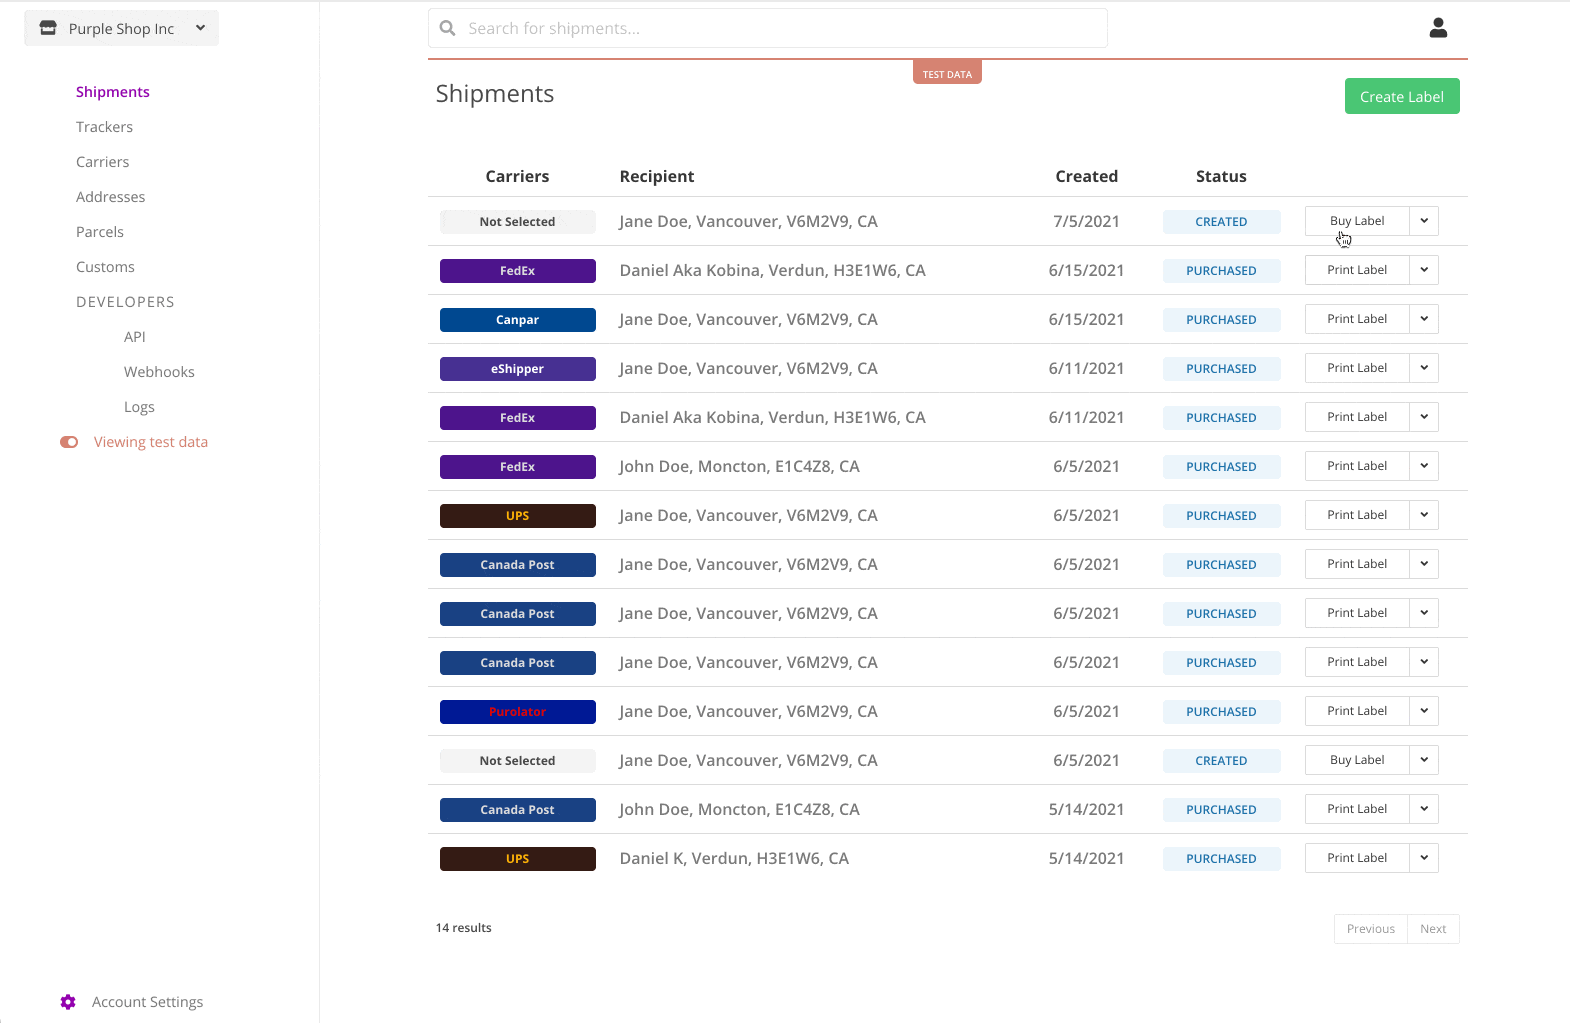 Purple Shop Inc
Search for shipments...
TEST DATA
Shipments
Trackers
Carriers
Addresses
Parcels
Customs
DEVELOPERS
API
Webhooks
Logs
Viewing test data
Account Settings
Shipments
Create Label
Carriers Recipient Created Status
Not Selected Jane Doe, Vancouver, V6M2V9, CA 7/5/2021 CREATED Buy Label
FedEx Daniel Aka Kobina, Verdun, H3E1W6, CA 6/15/2021 PURCHASED Print Label
Canpar Jane Doe, Vancouver, V6M2V9, CA 6/15/2021 PURCHASED Print Label
eShipper Jane Doe, Vancouver, V6M2V9, CA 6/11/2021 PURCHASED Print Label
FedEx Daniel Aka Kobina, Verdun, H3E1W6, CA 6/11/2021 PURCHASED Print Label
FedEx John Doe, Moncton, E1C4Z8, CA 6/5/2021 PURCHASED Print Label
UPS Jane Doe, Vancouver, V6M2V9, CA 6/5/2021 PURCHASED Print Label
Canada Post Jane Doe, Vancouver, V6M2V9, CA 6/5/2021 PURCHASED Print Label
Canada Post Jane Doe, Vancouver, V6M2V9, CA 6/5/2021 PURCHASED Print Label
Canada Post Jane Doe, Vancouver, V6M2V9, CA 6/5/2021 PURCHASED Print Label
Purolator Jane Doe, Vancouver, V6M2V9, CA 6/5/2021 PURCHASED Print Label
Not Selected Jane Doe, Vancouver, V6M2V9, CA 6/5/2021 CREATED Buy Label
Canada Post John Doe, Moncton, E1C4Z8, CA 5/14/2021 PURCHASED Print Label
UPS Daniel K, Verdun, H3E1W6, CA 5/14/2021 PURCHASED Print Label
14 results
Previous Next